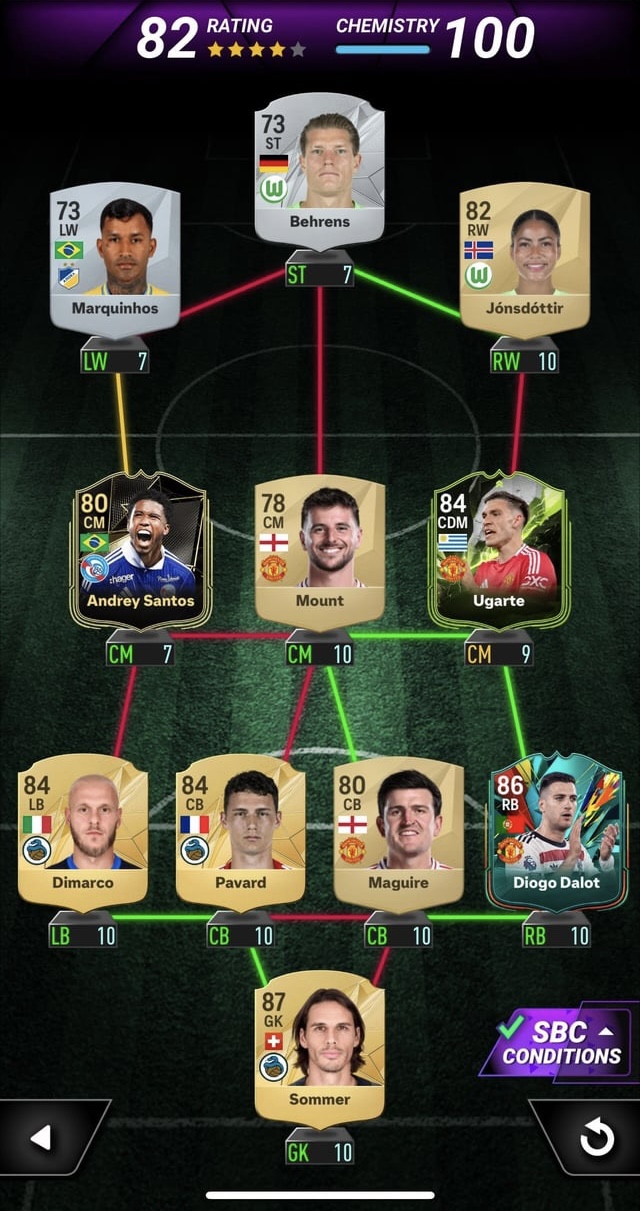 82 RATING
CHEMISTRY 100
73
ST
Behrens
ST 7
73
LW
Marquinhos
LW 7
82
RW
Jónsdóttir
RW 10
80
CM
Andrey Santos
CM 7
78
CM
Mount
CM 10
84
CDM
Ugarte
CM 9
84
LB
Dimarco
LB 10
84
CB
Pavard
CB 10
80
CB
Maguire
CB 10
86
RB
Diogo Dalot
RB 10
87
GK
Sommer
GK 10
SBC
CONDITIONS